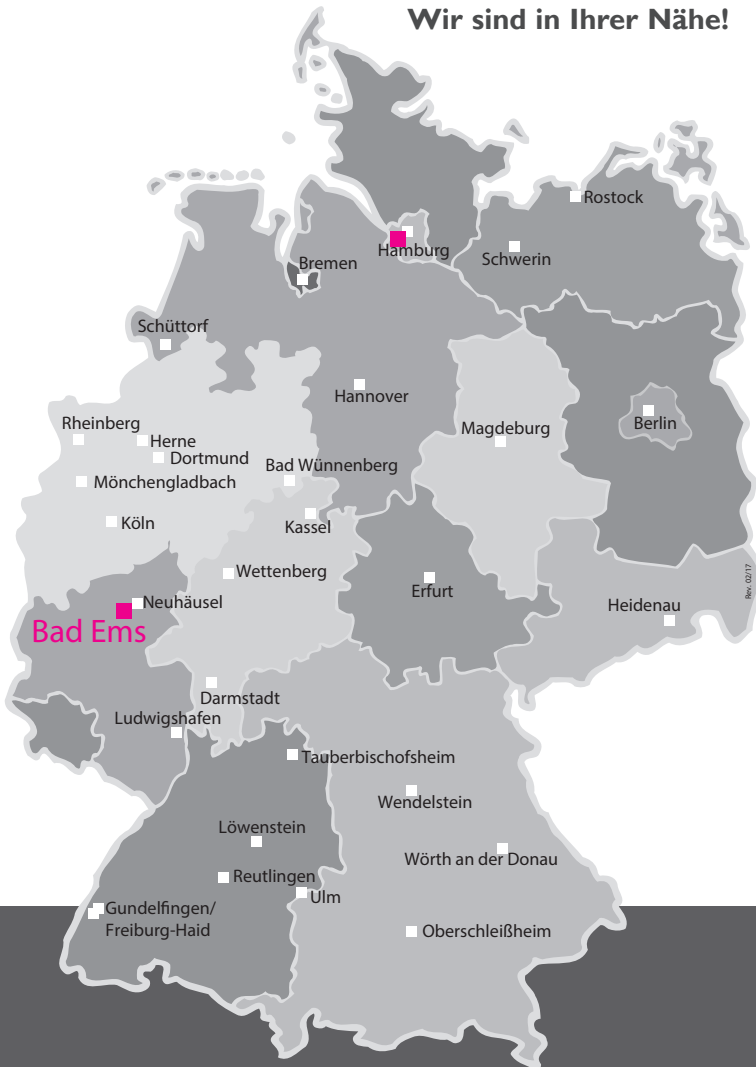 Wir sind in Ihrer Nähe!
Rostock
Hamburg
Schwerin
Bremen
Schüttorf
Hannover
Berlin
Rheinberg
Magdeburg
Herne
Dortmund
Bad Wünnenberg
Mönchengladbach
Köln
Kassel
Wettenberg
Erfurt
Rev. 02/17
Neuhäusel
Heidenau
Bad Ems
Darmstadt
Ludwigshafen
Tauberbischofsheim
Wendelstein
Löwenstein
Wörth an der Donau
Reutlingen
Ulm
Gundelfingen/
Freiburg-Haid
Oberschleißheim